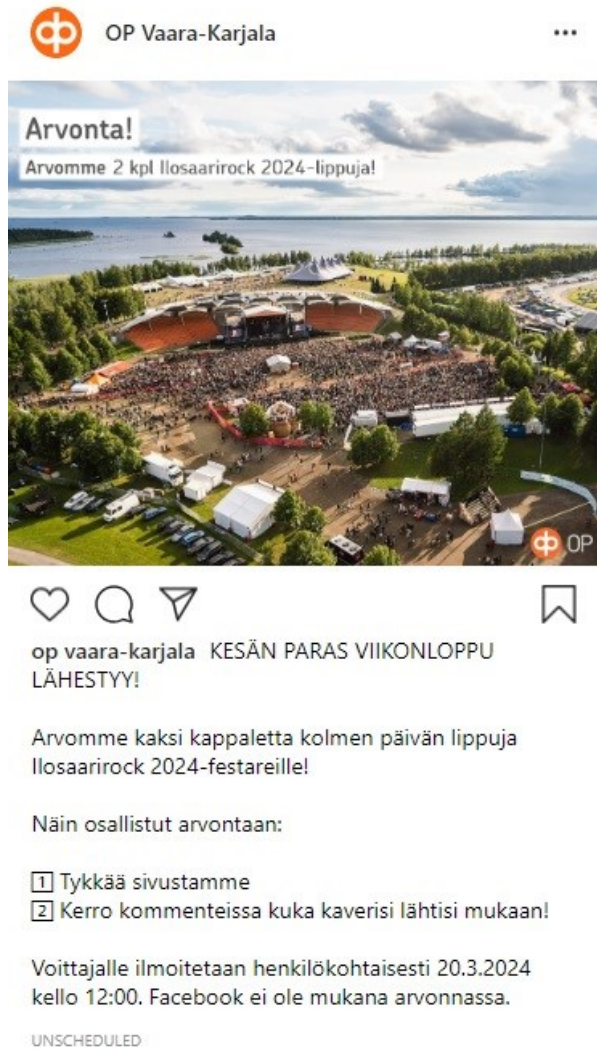 OP Vaara-Karjala
Arvonta!
Arvomme 2 kpl Ilosaarirock 2024-lippuja!
OP
op vaara-karjala KESÄN PARAS VIIKONLOPPU
LÄHESTYY!
Arvomme kaksi kappaletta kolmen päivän lippuja
Ilosaarirock 2024-festareille!
Näin osallistut arvontaan:
1 Tykkää sivustamme
2 Kerro kommenteissa kuka kaverisi lähtisi mukaan!
Voittajalle ilmoitetaan henkilökohtaisesti 20.3.2024
kello 12:00. Facebook ei ole mukana arvonnassa.
UNSCHEDULED